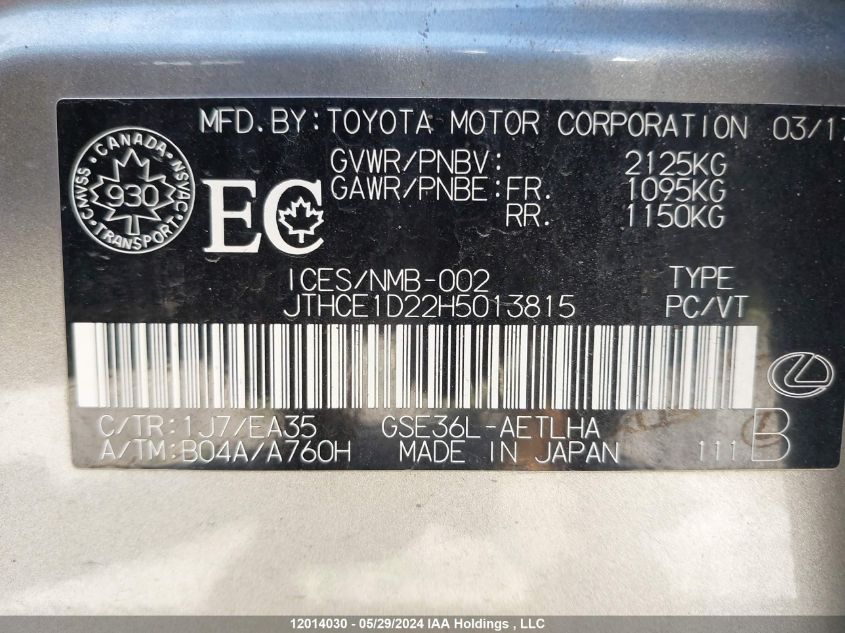 MFD.BY:TOYOTA MOTOR CORPORATION 03/17
GVWR/PNBV: 2125KG
GAWR/PNBE:FR. 1095KG
RR. 1150KG
CANADA
CMVSS NSVAC
930
TRANSPORT
EC
ICES/NMB-002 TYPE
JTHCE1D22H5013815 PC/VT
C/TR:1J7/EA35 GSE36L-AETLHA
A/TM:B04A/A760H MADE IN JAPAN 111 B
12014030 - 05/29/2024 IAA Holdings , LLC